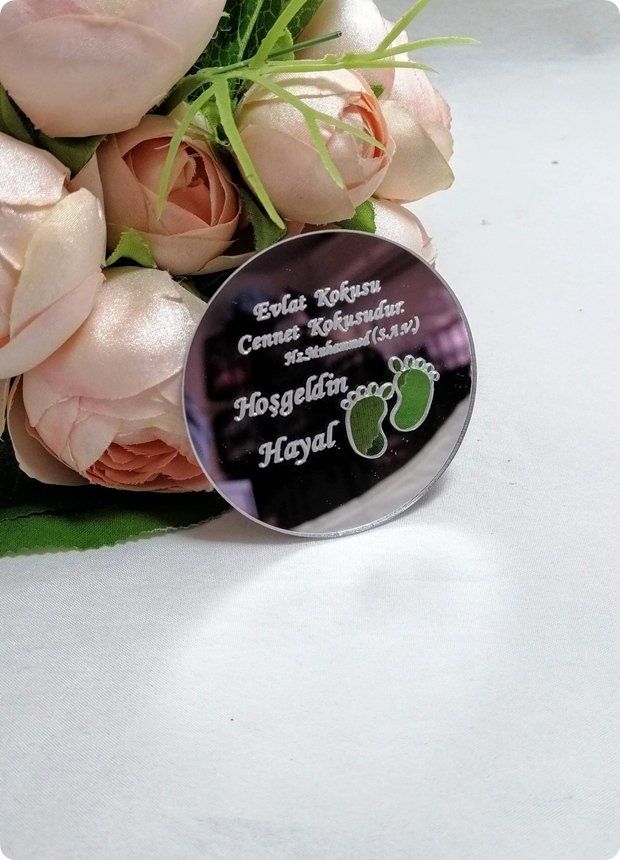 Evlat Kokusu
Cennet Kokusudur.
Hz.Muhammed (S.A.V.)
Hoşgeldin
Hayal